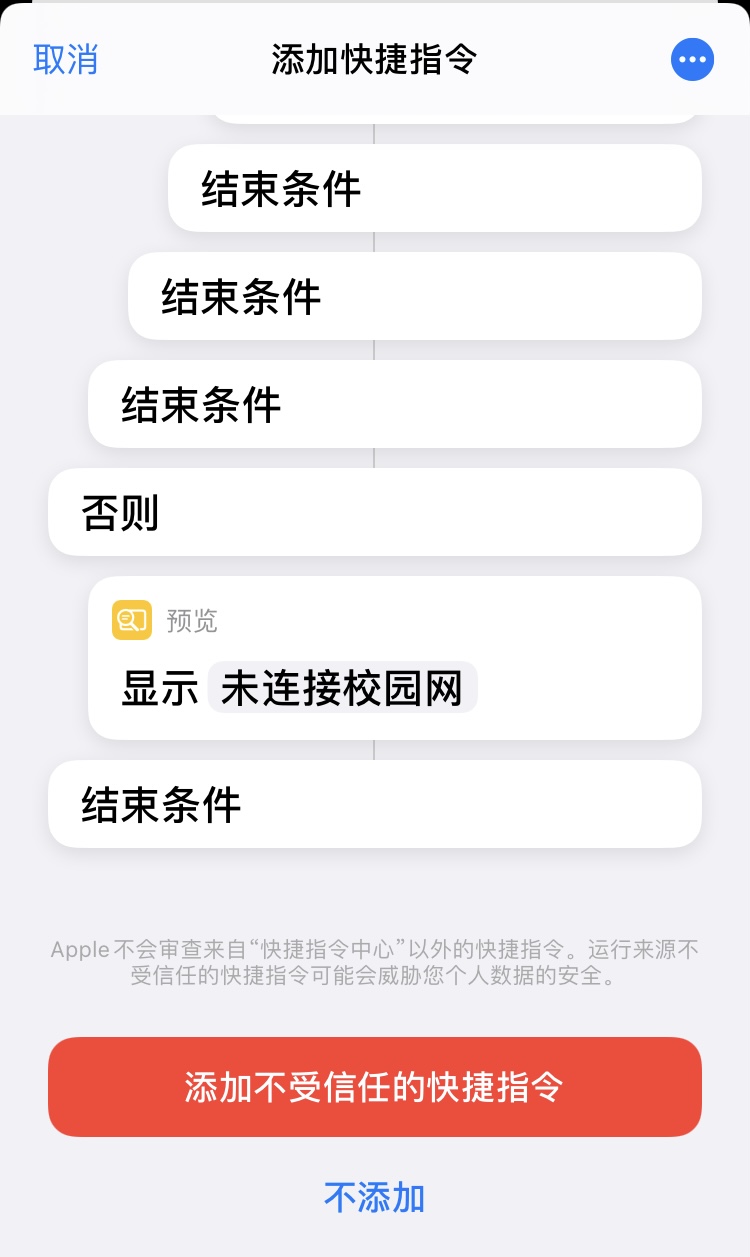 取消
添加快捷指令
结束条件
结束条件
结束条件
否则
预览
显示 未连接校园网
结束条件
Apple不会审查来自“快捷指令中心”以外的快捷指令。运行来源不
受信任的快捷指令可能会威胁您个人数据的安全。
添加不受信任的快捷指令
不添加